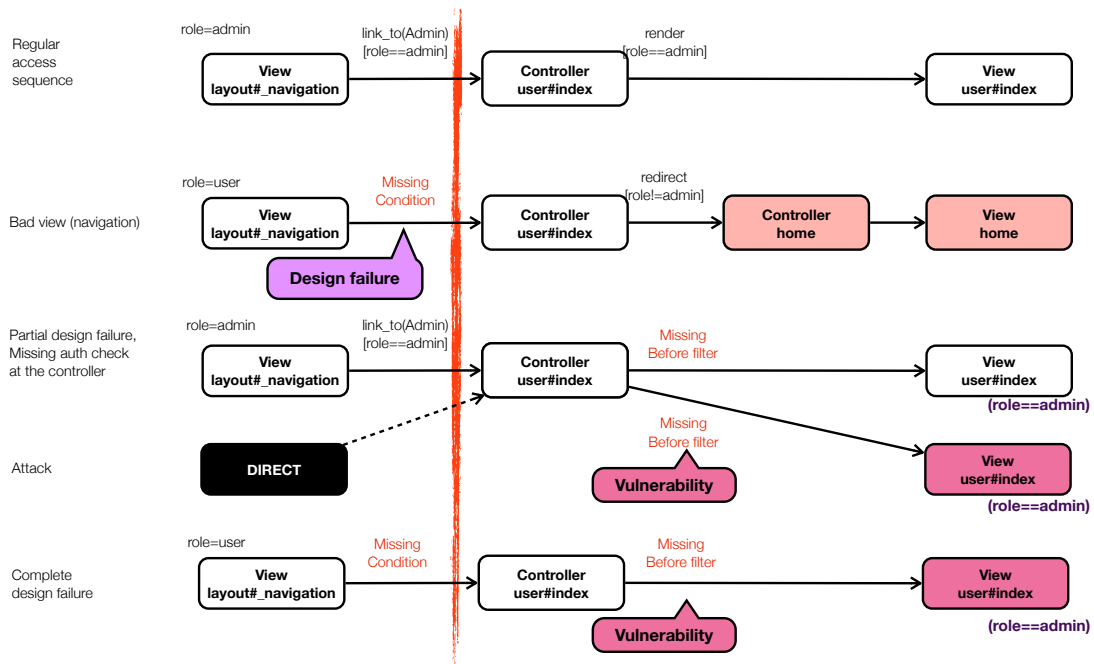 Regular
access
sequence
role=admin
link_to(Admin)
[role==admin]
render
[role==admin]
View
layout#_navigation
Controller
user#index
View
user#index
Bad view (navigation)
role=user
Missing
Condition
redirect
[role!=admin]
View
layout#_navigation
Controller
user#index
Controller
home
View
home
Design failure
Partial design failure,
Missing auth check
at the controller
role=admin
link_to(Admin)
[role==admin]
Missing
Before filter
View
layout#_navigation
Controller
user#index
View
user#index
(role==admin)
Attack
DIRECT
Missing
Before filter
Vulnerability
View
user#index
(role==admin)
Complete
design failure
role=user
Missing
Condition
Missing
Before filter
View
layout#_navigation
Controller
user#index
View
user#index
Vulnerability
(role==admin)